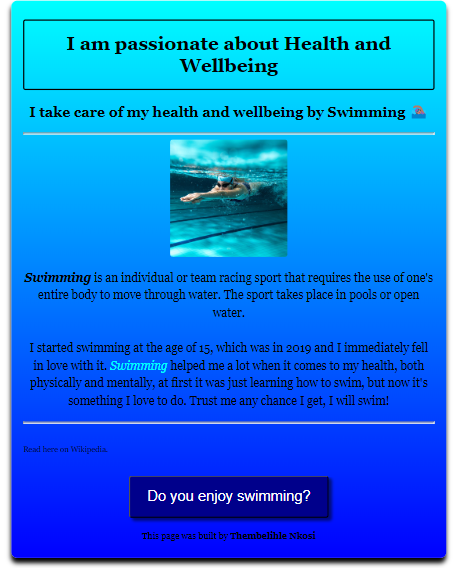 I am passionate about Health and
Wellbeing
I take care of my health and wellbeing by Swimming 🏊
Swimming is an individual or team racing sport that requires the use of one's
entire body to move through water. The sport takes place in pools or open
water.
I started swimming at the age of 15, which was in 2019 and I immediately fell
in love with it. Swimming helped me a lot when it comes to my health, both
physically and mentally, at first it was just learning how to swim, but now it's
something I love to do. Trust me any chance I get, I will swim!
Read here on Wikipedia.
Do you enjoy swimming?
This page was built by Thembelihle Nkosi